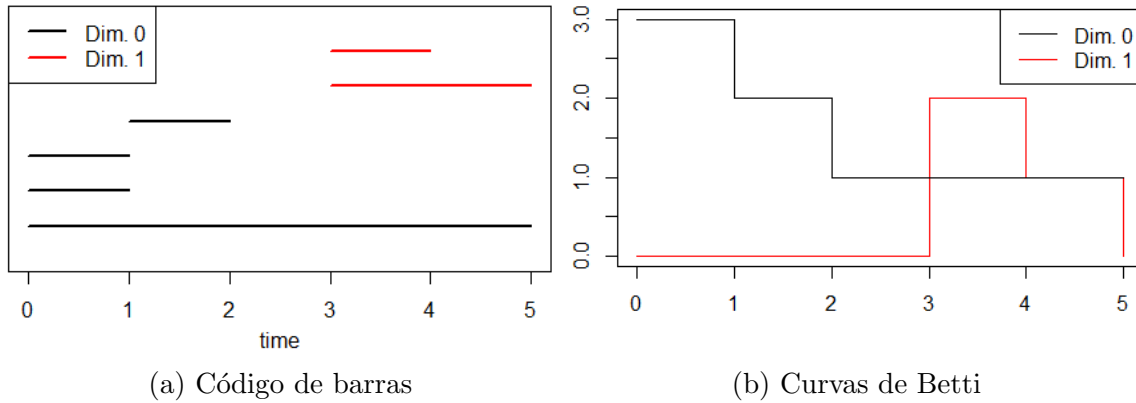 Dim. 0
Dim. 1
0 1 2 3 4 5
time
(a) Código de barras
3.0
2.0
1.0
0.0
Dim. 0
Dim. 1
0 1 2 3 4 5
(b) Curvas de Betti